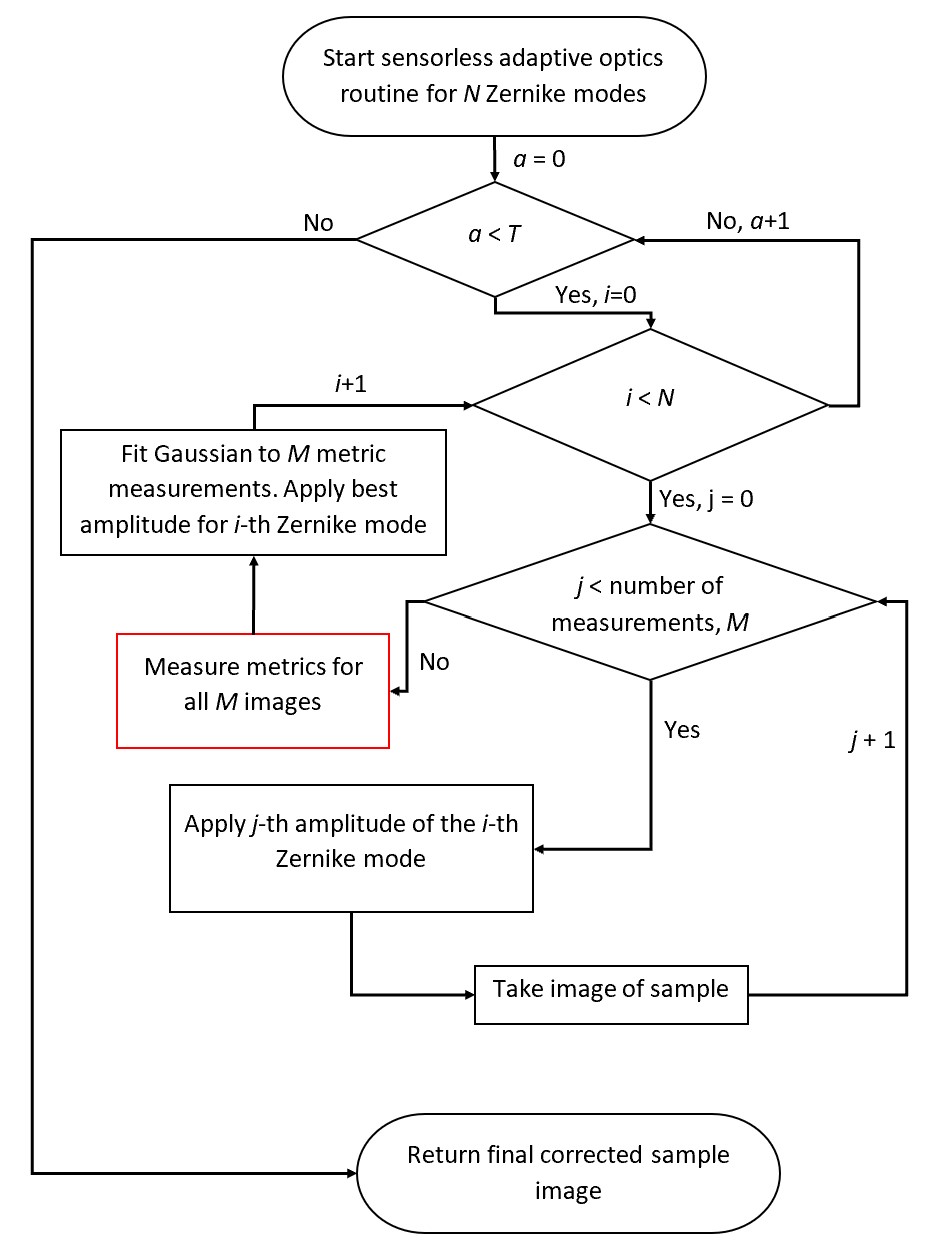 Start sensorless adaptive optics
routine for N Zernike modes
a = 0
No
a < T
No, a+1
Yes, i=0
i+1
i < N
Fit Gaussian to M metric
measurements. Apply best
amplitude for i-th Zernike mode
Yes, j = 0
j < number of
measurements, M
Measure metrics for
all M images
No
Yes
j + 1
Apply j-th amplitude of the i-th
Zernike mode
Take image of sample
Return final corrected sample
image